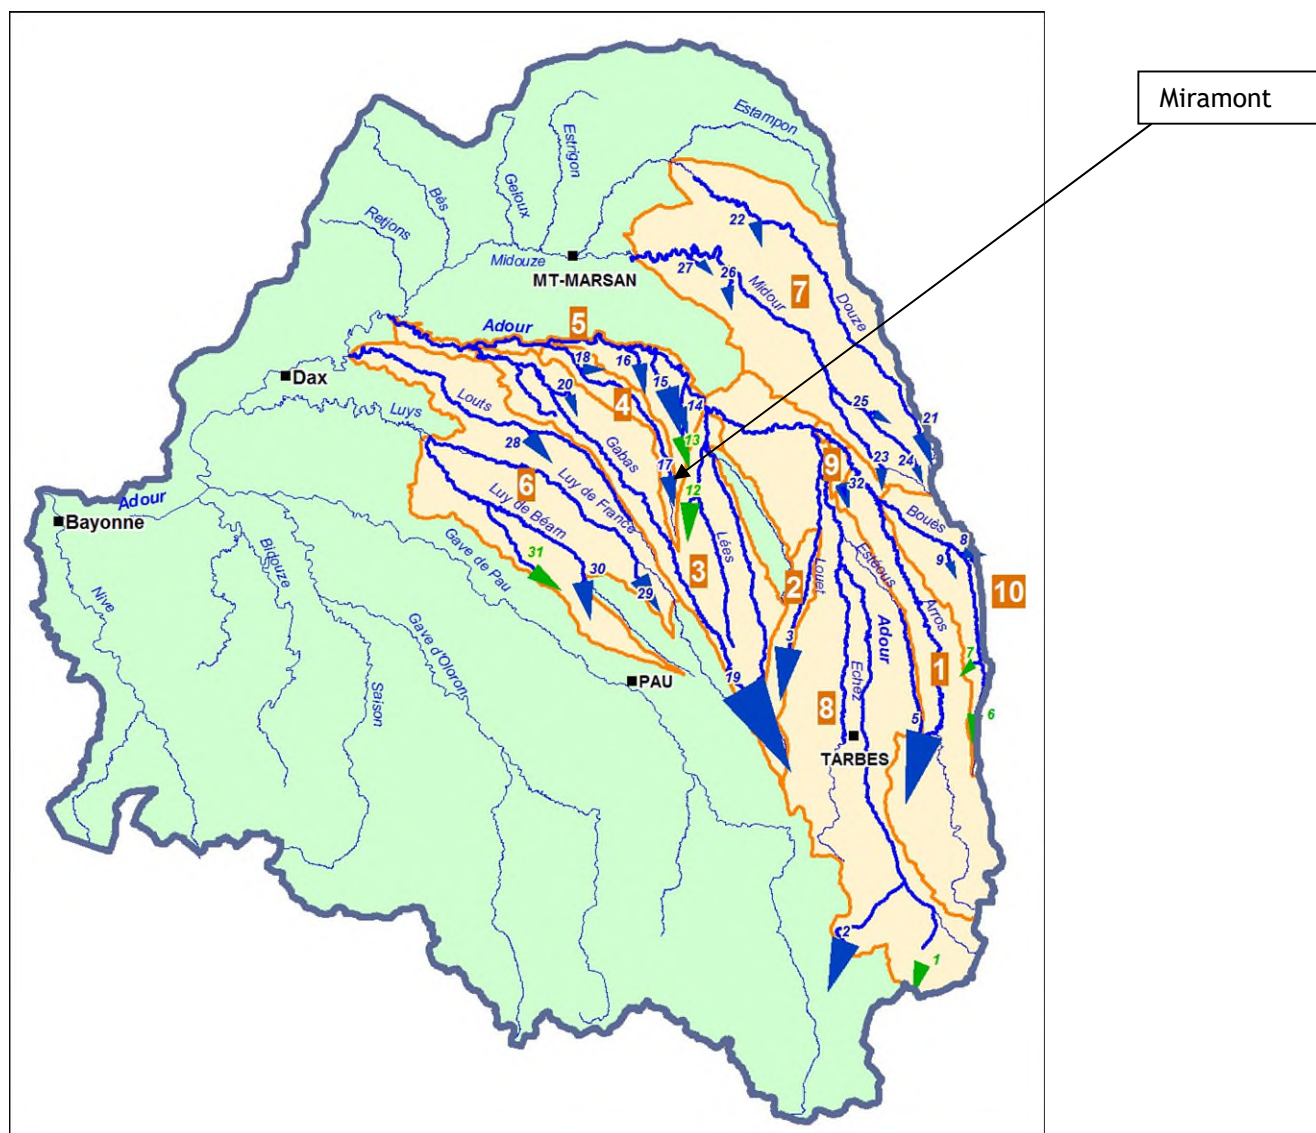 Miramont
Estampon
Estrigon
Geloux
Bès
Retjons
Midouze
MT-MARSAN
22
27
26
7
Midour
Douze
5
Adour
18
16
15
14
20
4
Dax
Louts
Luys
25
21
13
17
12
23
24
9
32
28
Gabas
6
Luy de France
Luy de Béarn
Adour
Bayonne
Gave de Pau
Bidouze
Nive
31
30
29
Lées
3
2
Louet
Estéous
Bouès
8
9
10
Arros
Adour
3
7
1
Gave d'Oloron
Saison
PAU
19
Echez
8
5
6
TARBES
2
1